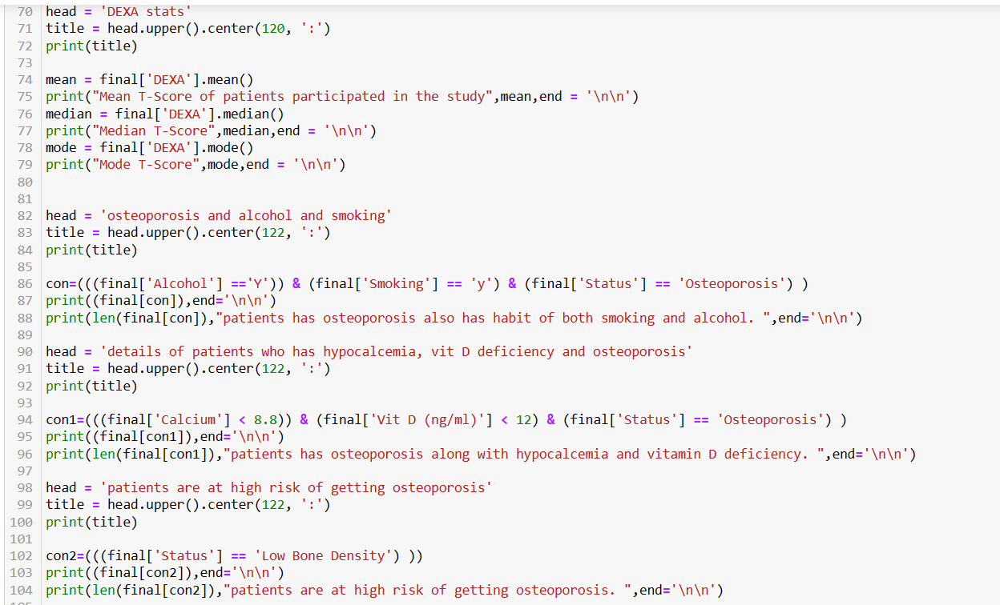 70 head = 'DEXA stats'
71 title = head.upper().center(120, ':')
72 print(title)
73
74 mean = final['DEXA'].mean()
75 print("Mean T-Score of patients participated in the study",mean,end = '\n\n')
76 median = final['DEXA'].median()
77 print("Median T-Score",median,end = '\n\n')
78 mode = final['DEXA'].mode()
79 print("Mode T-Score",mode,end = '\n\n')
80
81
82 head = 'osteoporosis and alcohol and smoking'
83 title = head.upper().center(122, ':')
84 print(title)
85
86 con=(((final['Alcohol'] =='Y')) & (final['Smoking'] == 'y') & (final['Status'] == 'Osteoporosis') )
87 print((final[con]),end='\n\n')
88 print(len(final[con]),"patients has osteoporosis also has habit of both smoking and alcohol. ",end='\n\n')
89
90 head = 'details of patients who has hypocalcemia, vit D deficiency and osteoporosis'
91 title = head.upper().center(122, ':')
92 print(title)
93
94 con1=(((final['Calcium'] < 8.8)) & (final['Vit D (ng/ml)'] < 12) & (final['Status'] == 'Osteoporosis') )
95 print((final[con1]),end='\n\n')
96 print(len(final[con1]),"patients has osteoporosis along with hypocalcemia and vitamin D deficiency. ",end='\n\n')
97
98 head = 'patients are at high risk of getting osteoporosis'
99 title = head.upper().center(122, ':')
100 print(title)
101
102 con2=(((final['Status'] == 'Low Bone Density') ))
103 print((final[con2]),end='\n\n')
104 print(len(final[con2]),"patients are at high risk of getting osteoporosis. ",end='\n\n')